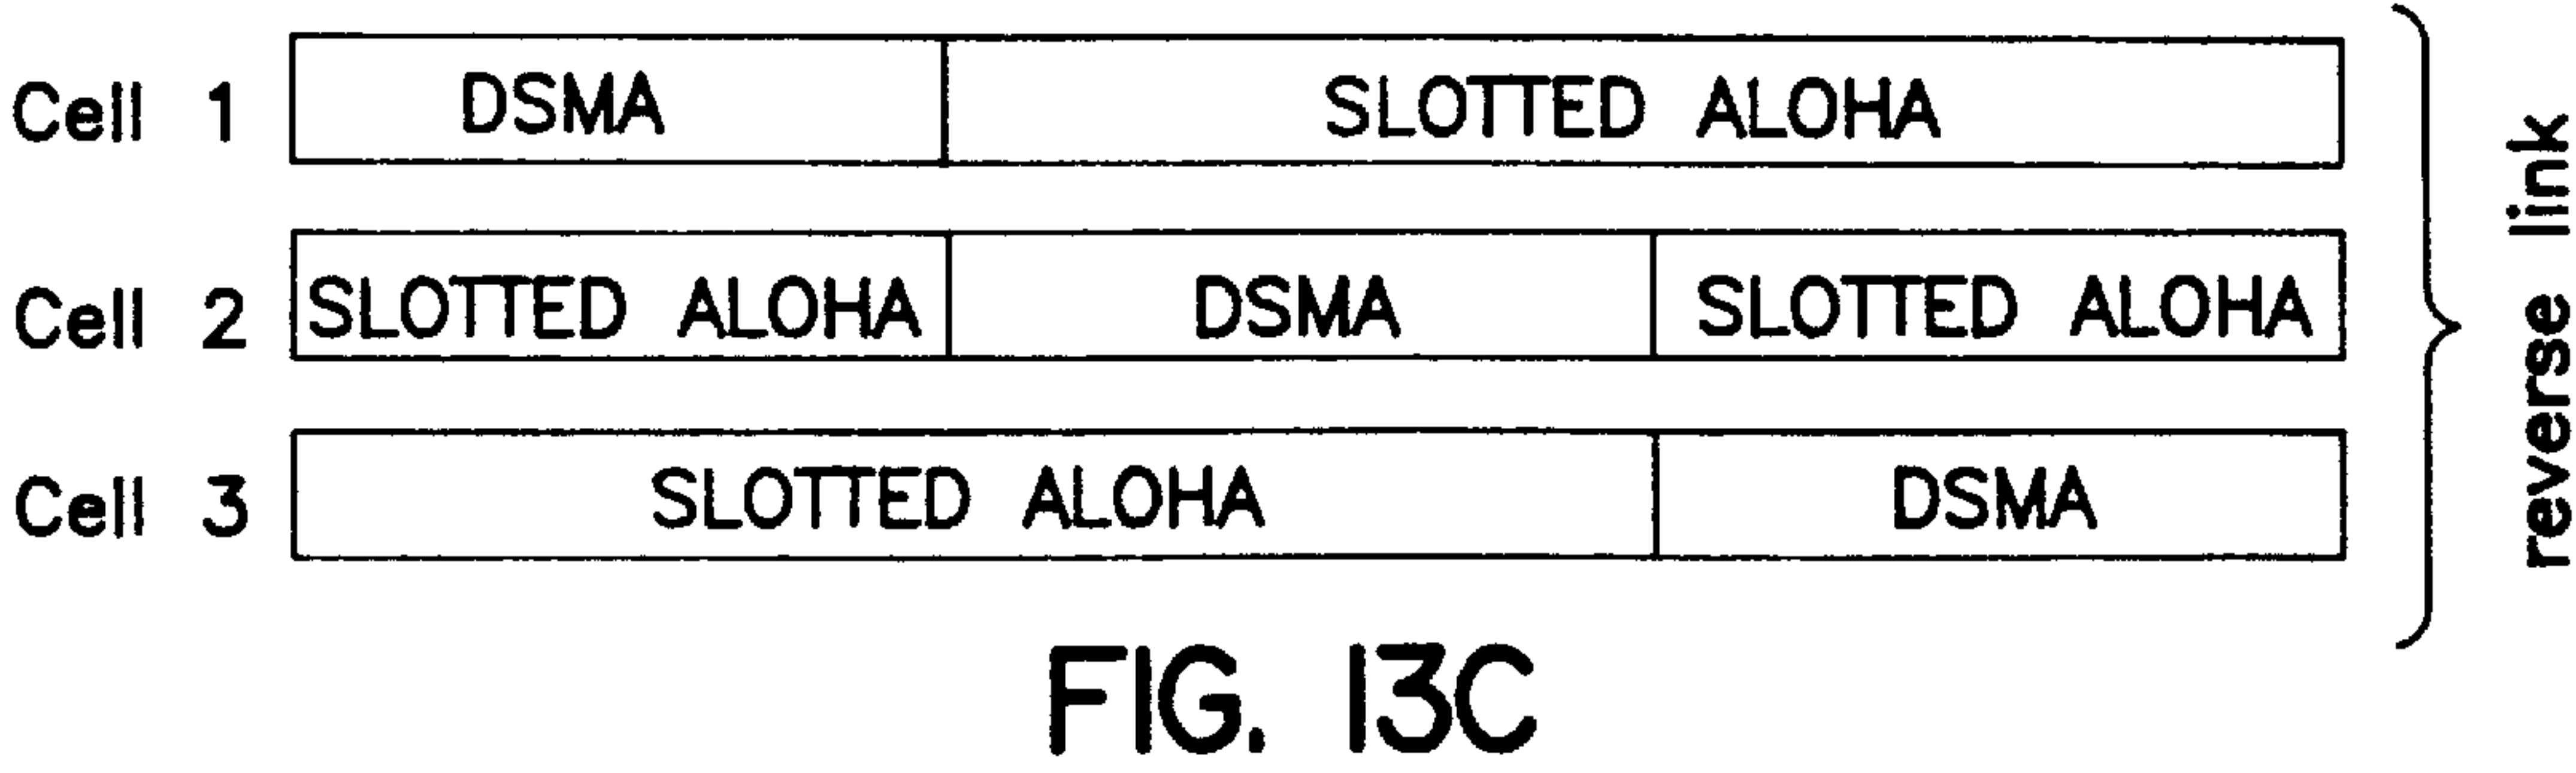 Cell 1 DSMA SLOTTED ALOHA
Cell 2 SLOTTED ALOHA DSMA SLOTTED ALOHA
Cell 3 SLOTTED ALOHA DSMA
reverse link
FIG. 13C